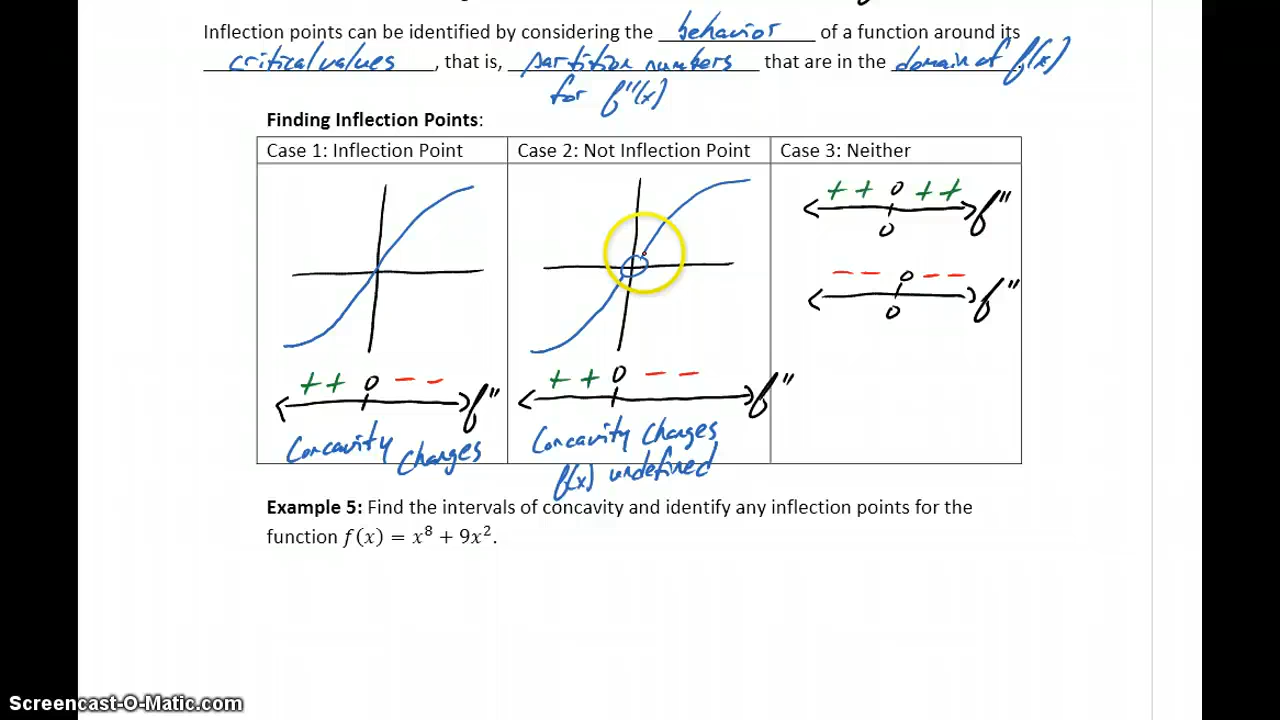 Inflection points can be identified by considering the behavior of a function around its
critical values, that is, partition numbers that are in the domain of f(x)
for f"(x)
Finding Inflection Points:
Case 1: Inflection Point
Case 2: Not Inflection Point
Case 3: Neither
+ + 0 + +
0
f"
− − 0 − −
0
f"
+ + 0 − −
f"
Concavity changes
+ + 0 − −
f"
Concavity changes
f(x) undefined
Example 5: Find the intervals of concavity and identify any inflection points for the
function f(x) = x⁸ + 9x².
Screencast-O-Matic.com